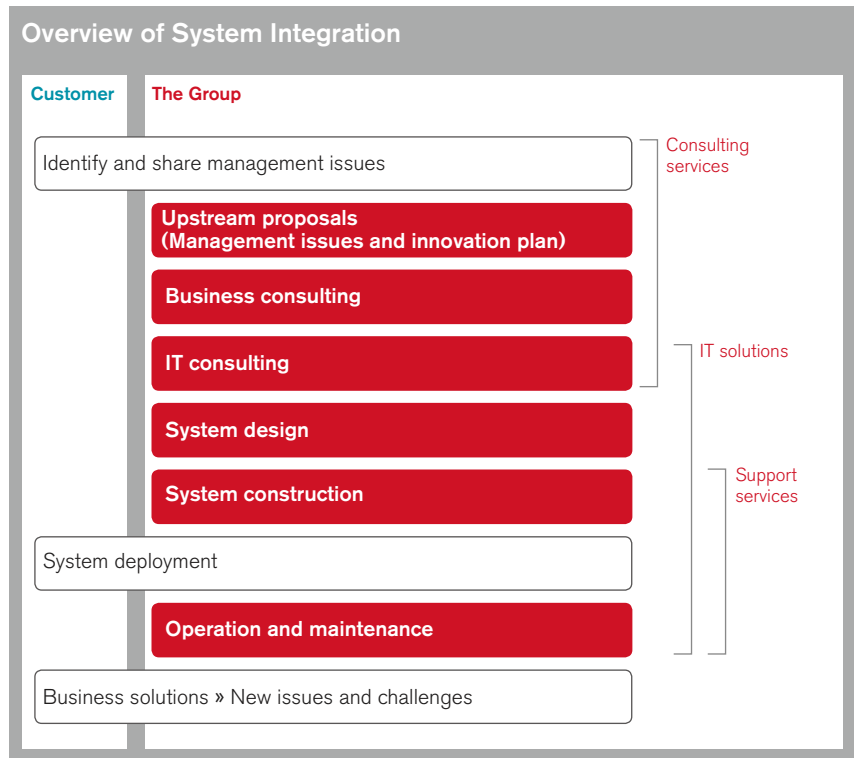 Overview of System Integration
Customer
The Group
Identify and share management issues
Consulting
services
Upstream proposals
(Management issues and innovation plan)
Business consulting
IT consulting
IT solutions
System design
System construction
Support
services
System deployment
Operation and maintenance
Business solutions » New issues and challenges